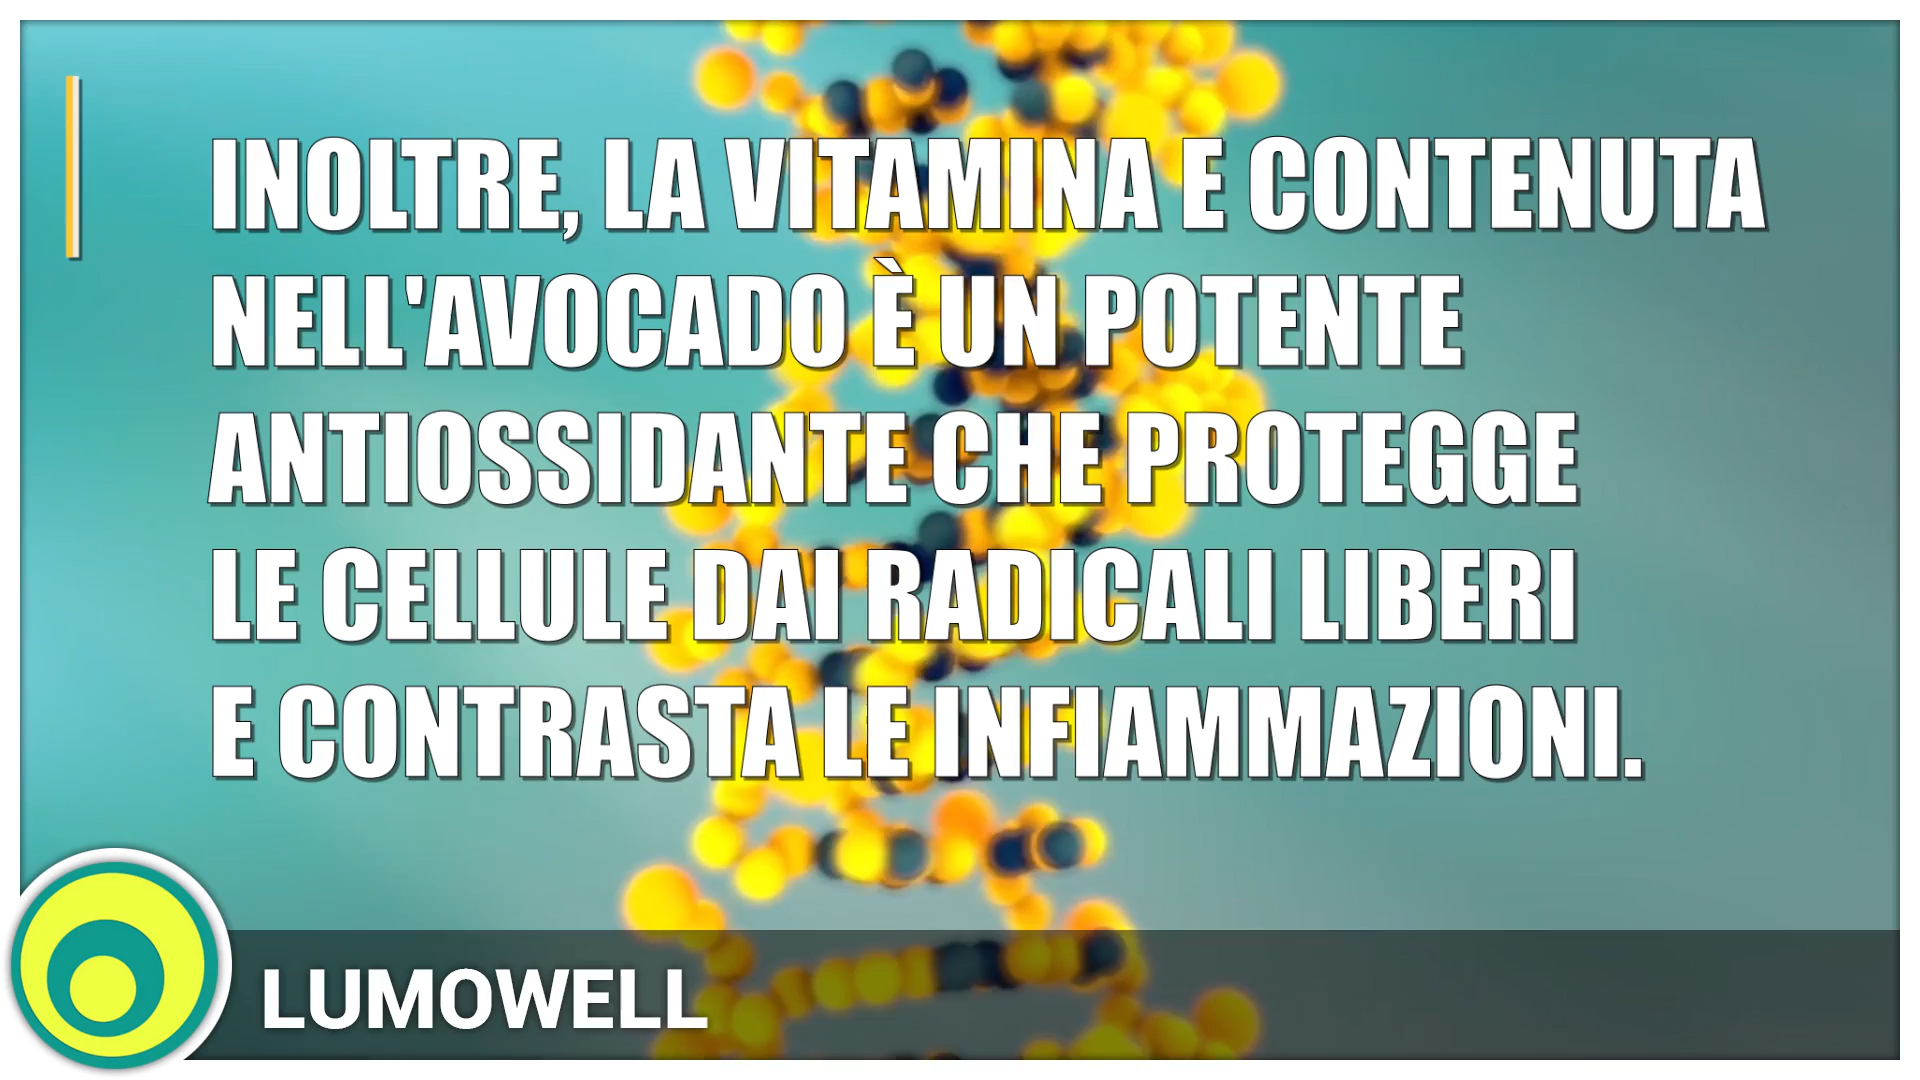 INOLTRE, LA VITAMINA E CONTENUTA
NELL'AVOCADO È UN POTENTE
ANTIOSSIDANTE CHE PROTEGGE
LE CELLULE DAI RADICALI LIBERI
E CONTRASTA LE INFIAMMAZIONI.
LUMOWELL